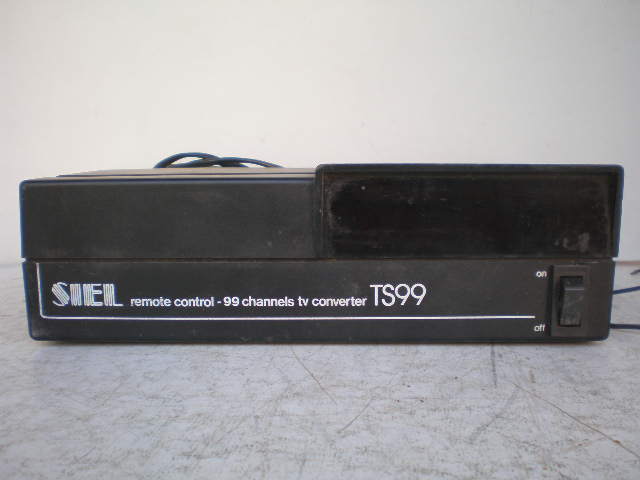 on
SIEL remote control - 99 channels tv converter TS99
off